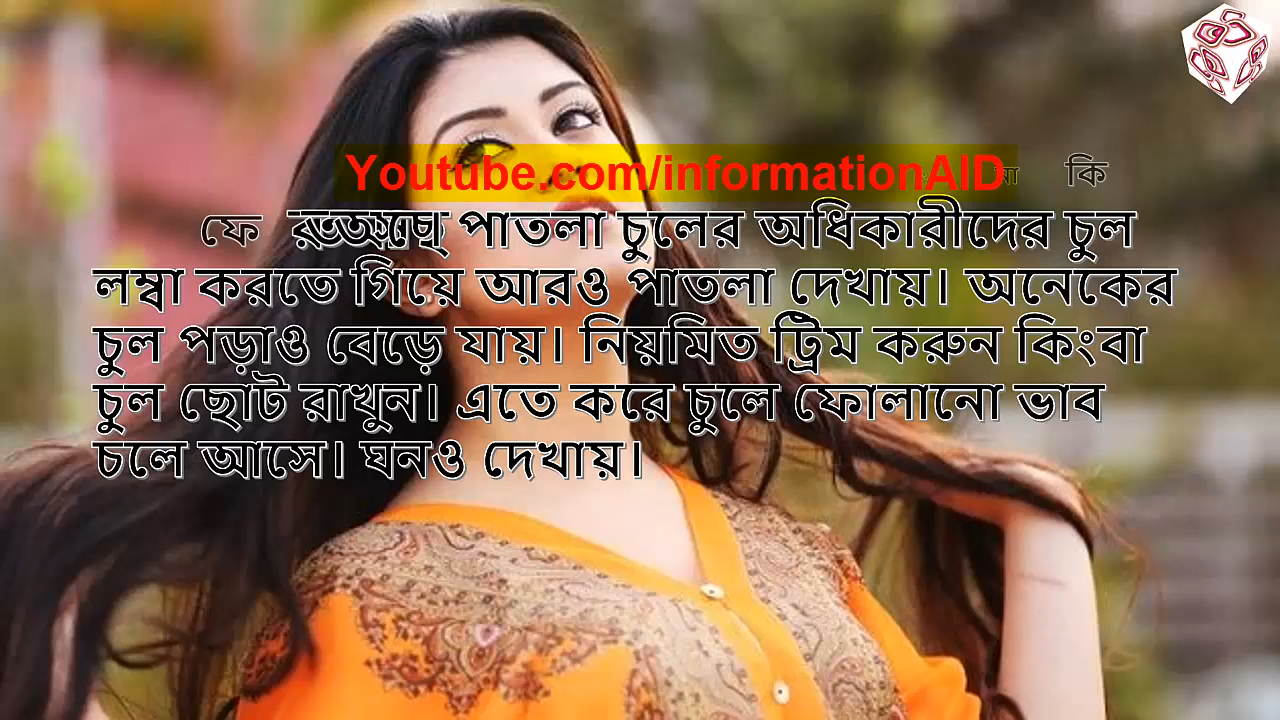 Youtube.com/informationAID
কি
ফে পাতলা চুলের অধিকারীদের চুল
লম্বা করতে গিয়ে আরও পাতলা দেখায়। অনেকের
চুল পড়াও বেড়ে যায়। নিয়মিত ট্রিম করুন কিংবা
চুল ছোট রাখুন। এতে করে চুলে ফোলানো ভাব
চলে আসে। ঘনও দেখায়।